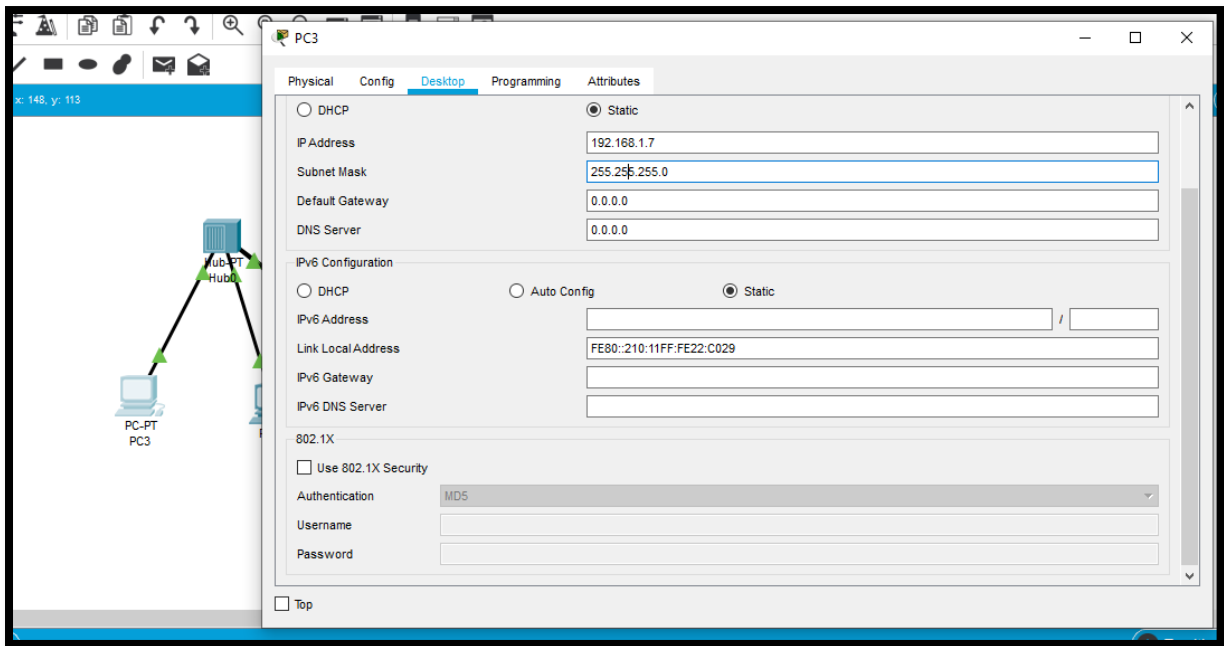 PC3
Physical Config Desktop Programming Attributes
x: 148, y: 113
DHCP Static
IP Address 192.168.1.7
Subnet Mask 255.255.255.0
Default Gateway 0.0.0.0
DNS Server 0.0.0.0
IPv6 Configuration
DHCP Auto Config Static
IPv6 Address /
Link Local Address FE80::210:11FF:FE22:C029
IPv6 Gateway
IPv6 DNS Server
802.1X
Use 802.1X Security
Authentication MD5
Username
Password
Top
Hub-PT
Hub0
PC-PT
PC3